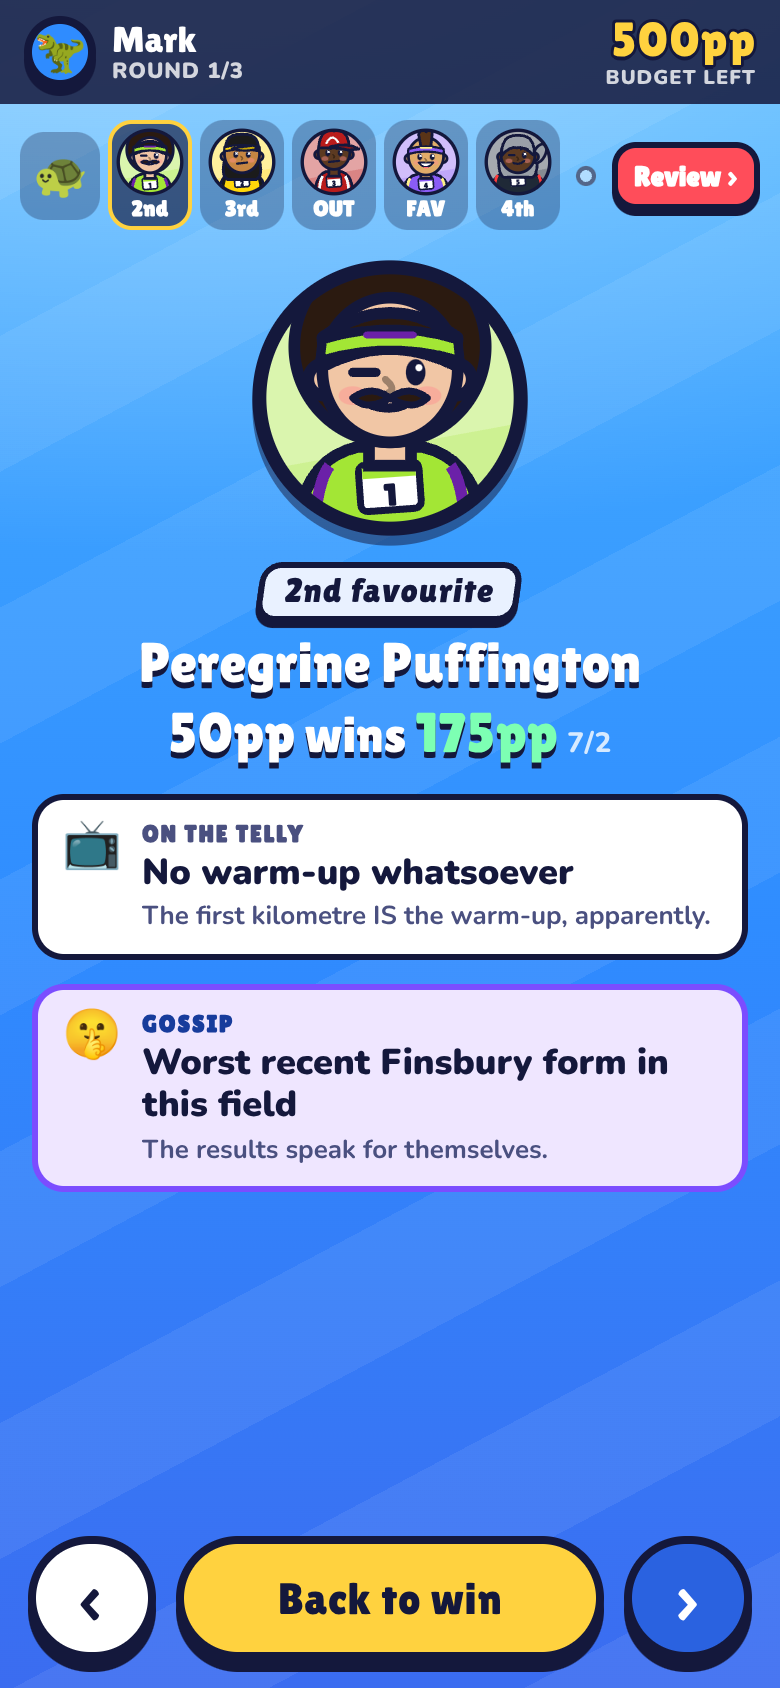 Mark
ROUND 1/3
500pp
BUDGET LEFT
2nd
3rd
OUT
FAV
4th
Review ›
1
2nd favourite
Peregrine Puffington
50pp wins 175pp 7/2
ON THE TELLY
No warm-up whatsoever
The first kilometre IS the warm-up, apparently.
GOSSIP
Worst recent Finsbury form in
this field
The results speak for themselves.
‹
Back to win
›